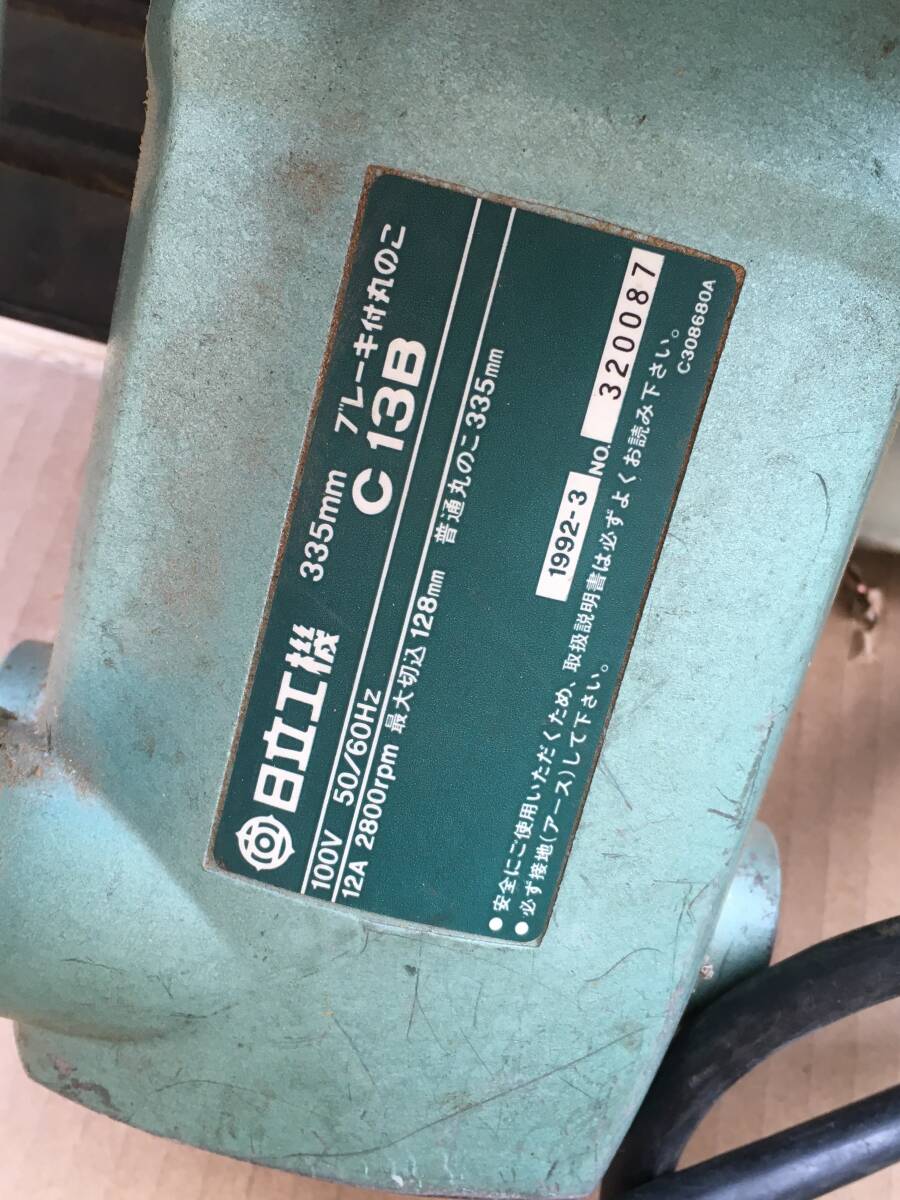 日立工機 335mm ブレーキ付丸のこ
C 13B
100V 50/60Hz
12A 2800rpm 最大切込 128mm 普通丸のこ 335mm
1992-3 NO. 320087
● 安全にご使用いただくため、取扱説明書は必ずよくお読み下さい。
● 必ず接地(アース)して下さい。
C308680A